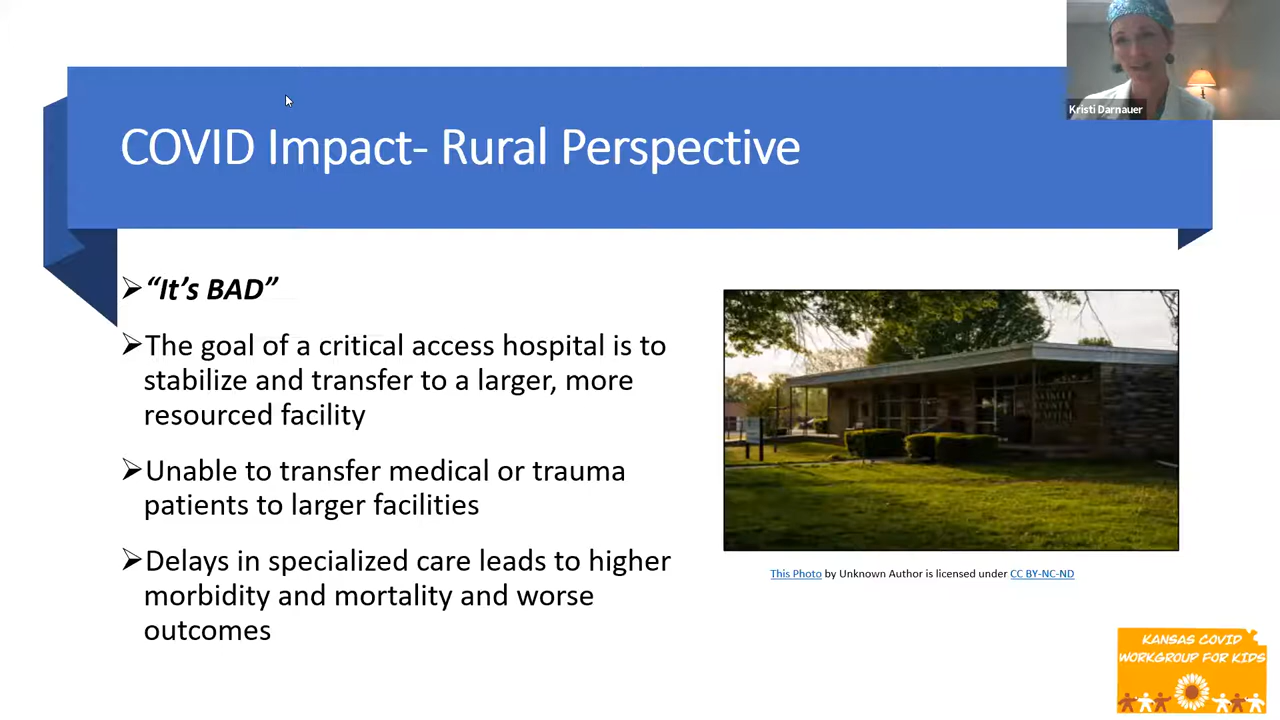 Kristi Darnauer
COVID Impact- Rural Perspective
“It’s BAD”
The goal of a critical access hospital is to
stabilize and transfer to a larger, more
resourced facility
Unable to transfer medical or trauma
patients to larger facilities
Delays in specialized care leads to higher
morbidity and mortality and worse
outcomes
This Photo by Unknown Author is licensed under CC BY-NC-ND
KANSAS COVID
WORKGROUP FOR KIDS